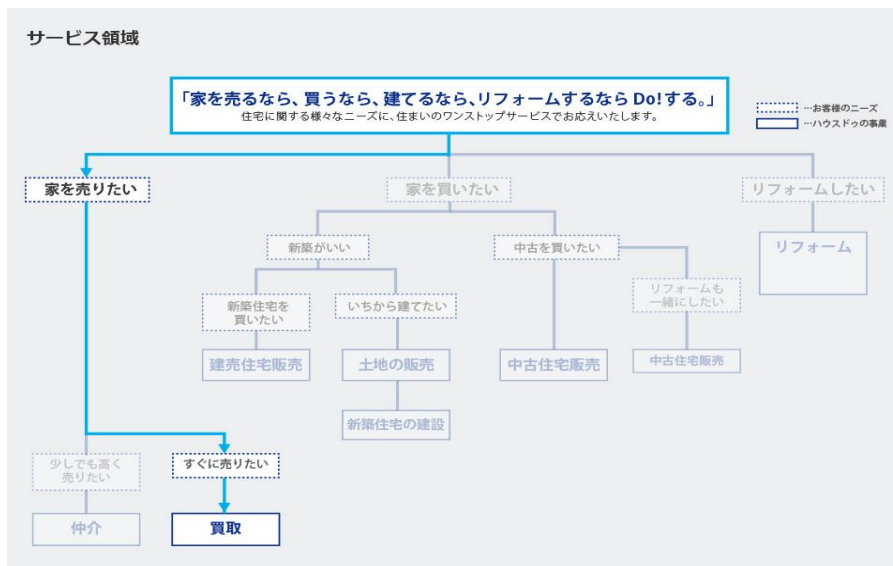 サービス領域
「家を売るなら、買うなら、建てるなら、リフォームするなら Do!する。」
住宅に関する様々なニーズに、住まいのワンストップサービスでお応えいたします。
…お客様のニーズ
…ハウスドゥの事業
家を売りたい
家を買いたい
リフォームしたい
新築がいい
中古を買いたい
リフォーム
新築住宅を
買いたい
いちから建てたい
リフォームも
一緒にしたい
建売住宅販売
土地の販売
中古住宅販売
中古住宅販売
新築住宅の建設
少しでも高く
売りたい
すぐに売りたい
仲介
買取